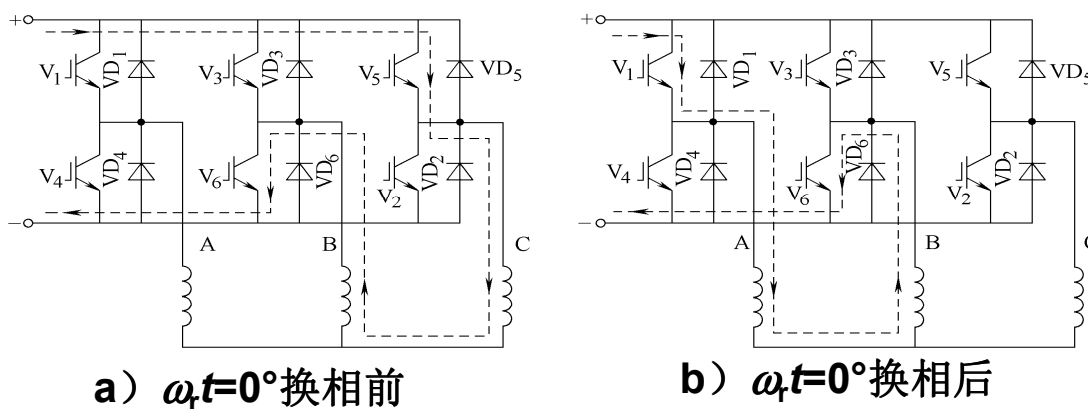 +
V1
VD1
V3
VD3
V5
VD5
V4
VD4
V6
VD6
V2
VD2
−
A
B
C
a）ωrt=0°换相前
+
V1
VD1
V3
VD3
V5
VD5
V4
VD4
V6
VD6
V2
VD2
−
A
B
b）ωrt=0°换相后